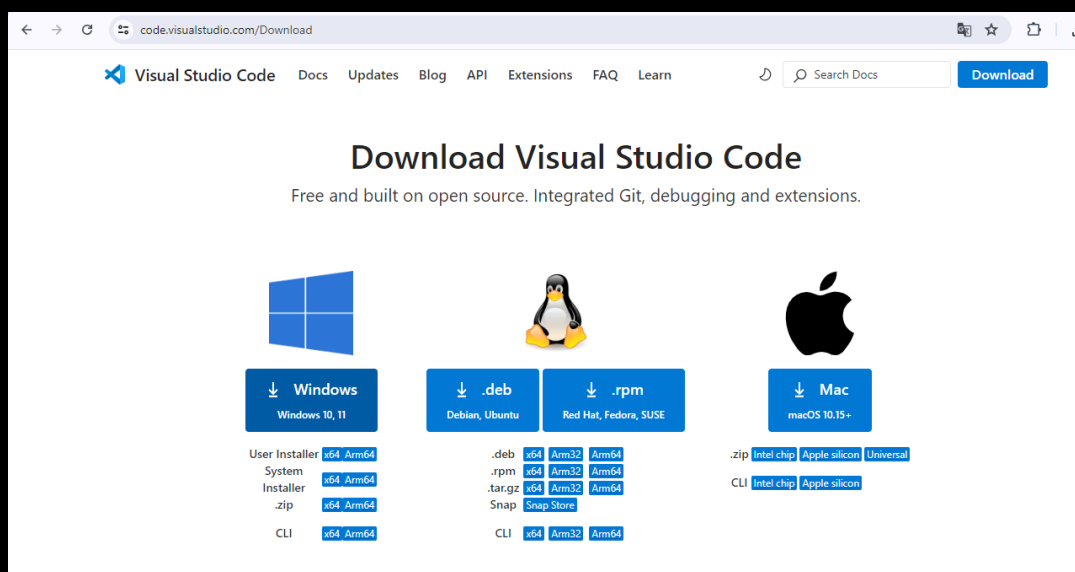 code.visualstudio.com/Download
Visual Studio Code Docs Updates Blog API Extensions FAQ Learn Search Docs Download
Download Visual Studio Code
Free and built on open source. Integrated Git, debugging and extensions.
Windows
Windows 10, 11
User Installer x64 Arm64
System
Installer x64 Arm64
.zip x64 Arm64
CLI x64 Arm64
.deb
Debian, Ubuntu
.rpm
Red Hat, Fedora, SUSE
.deb x64 Arm32 Arm64
.rpm x64 Arm32 Arm64
.tar.gz x64 Arm32 Arm64
Snap Snap Store
CLI x64 Arm32 Arm64
Mac
macOS 10.15+
.zip Intel chip Apple silicon Universal
CLI Intel chip Apple silicon